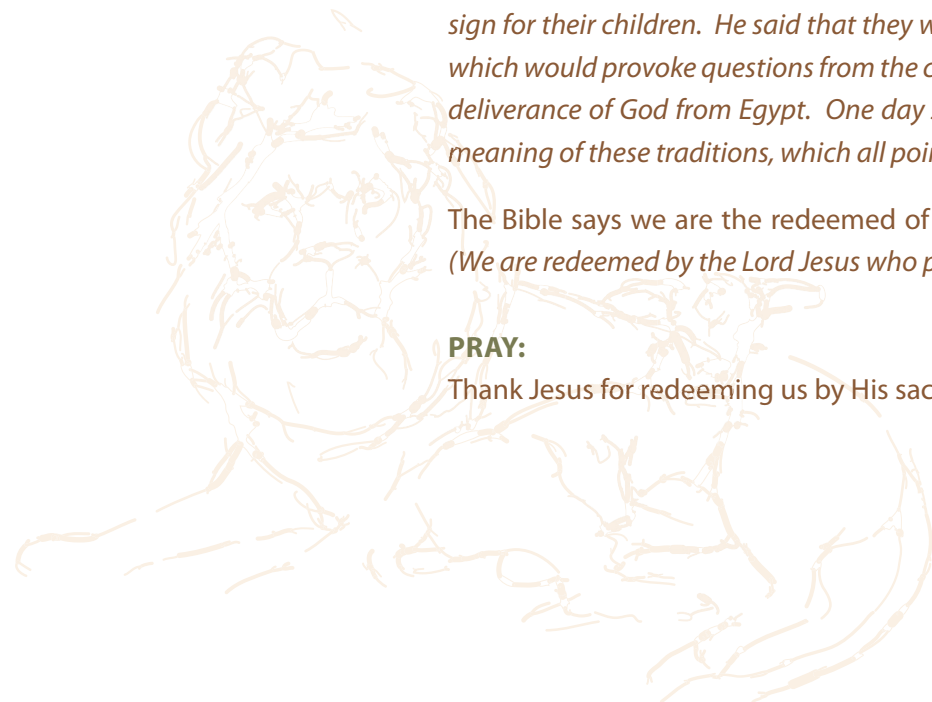 sign for their children. He said that they w
which would provoke questions from the c
deliverance of God from Egypt. One day
meaning of these traditions, which all poin
The Bible says we are the redeemed of
(We are redeemed by the Lord Jesus who p
PRAY:
Thank Jesus for redeeming us by His sac